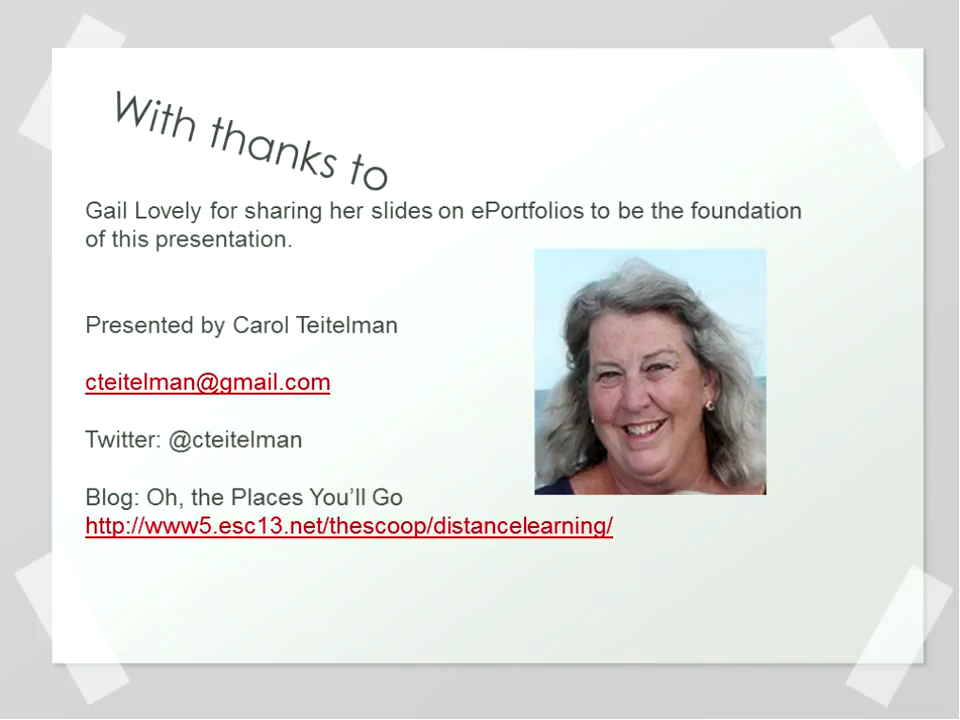 With thanks to
Gail Lovely for sharing her slides on ePortfolios to be the foundation
of this presentation.
Presented by Carol Teitelman
cteitelman@gmail.com
Twitter: @cteitelman
Blog: Oh, the Places You’ll Go
http://www5.esc13.net/thescoop/distancelearning/